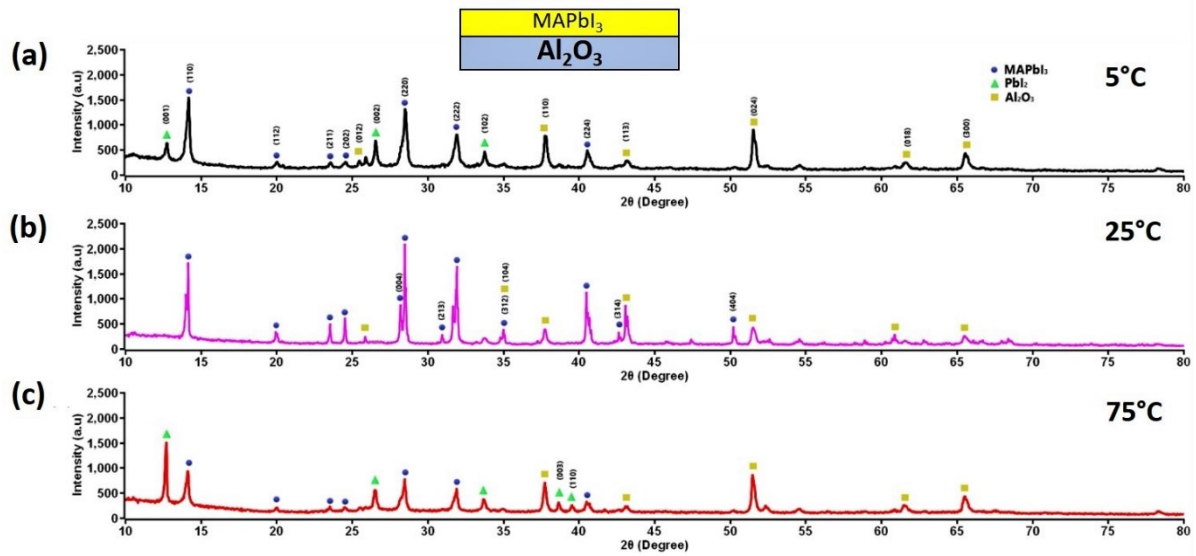 MAPbI₃
Al₂O₃
(a)
5°C
Intensity (a.u)
2,500
2,000
1,500
1,000
500
0
(001)
(110)
(112)
(211)
(202)
(012)
(002)
(220)
(222)
(102)
(110)
(224)
(113)
(024)
(018)
(300)
MAPbI₃
PbI₂
Al₂O₃
10 15 20 25 30 35 40 45 50 55 60 65 70 75 80
2θ (Degree)
(b)
25°C
Intensity (a.u)
2,500
2,000
1,500
1,000
500
0
(004)
(213)
(104)
(312)
(314)
(404)
10 15 20 25 30 35 40 45 50 55 60 65 70 75 80
2θ (Degree)
(c)
75°C
Intensity (a.u)
2,500
2,000
1,500
1,000
500
0
(003)
(110)
10 15 20 25 30 35 40 45 50 55 60 65 70 75 80
2θ (Degree)